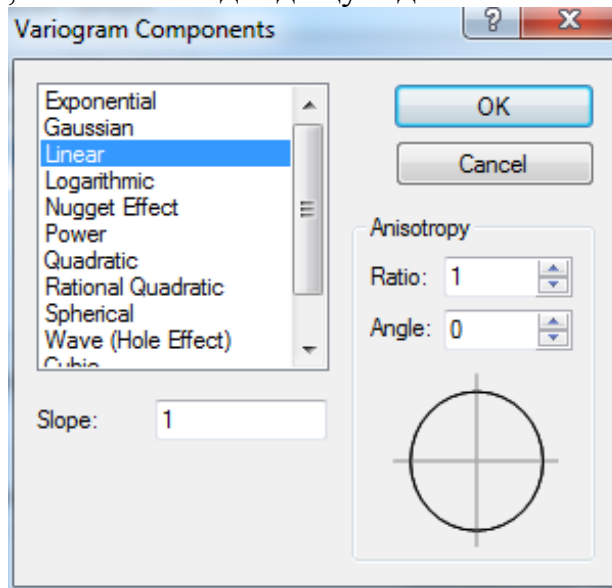 Variogram Components
Exponential
Gaussian
Linear
Logarithmic
Nugget Effect
Power
Quadratic
Rational Quadratic
Spherical
Wave (Hole Effect)
Cubic
OK
Cancel
Anisotropy
Ratio: 1
Angle: 0
Slope: 1